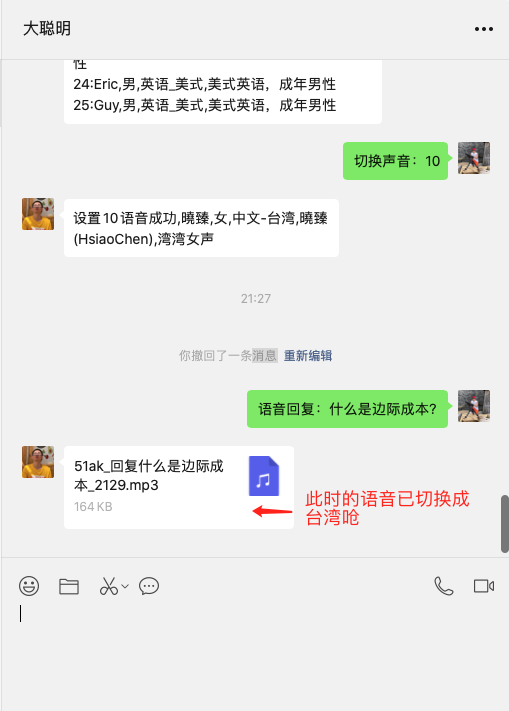 大聪明
性
24:Eric,男,英语_美式,美式英语，成年男性
25:Guy,男,英语_美式,美式英语，成年男性
切换声音：10
设置10语音成功,曉臻,女,中文-台湾,曉臻
(HsiaoChen),湾湾女声
21:27
你撤回了一条消息 重新编辑
语音回复：什么是边际成本?
51ak_回复什么是边际成
本_2129.mp3
164 KB
此时的语音已切换成
台湾呛